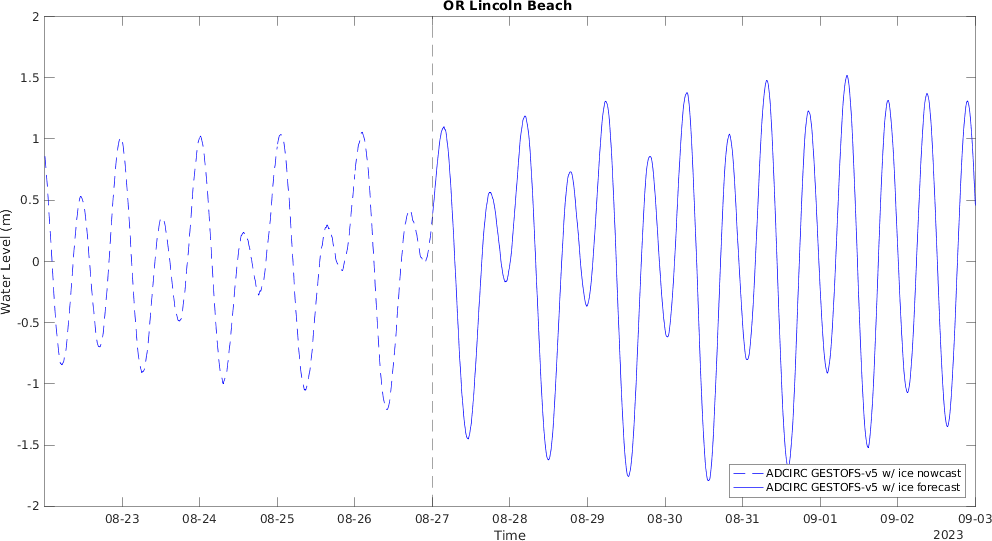 OR Lincoln Beach
Water Level (m)
2
1.5
1
0.5
0
-0.5
-1
-1.5
-2
ADCIRC GESTOFS-v5 w/ ice nowcast
ADCIRC GESTOFS-v5 w/ ice forecast
08-23 08-24 08-25 08-26 08-27 08-28 08-29 08-30 08-31 09-01 09-02 09-03
Time
2023